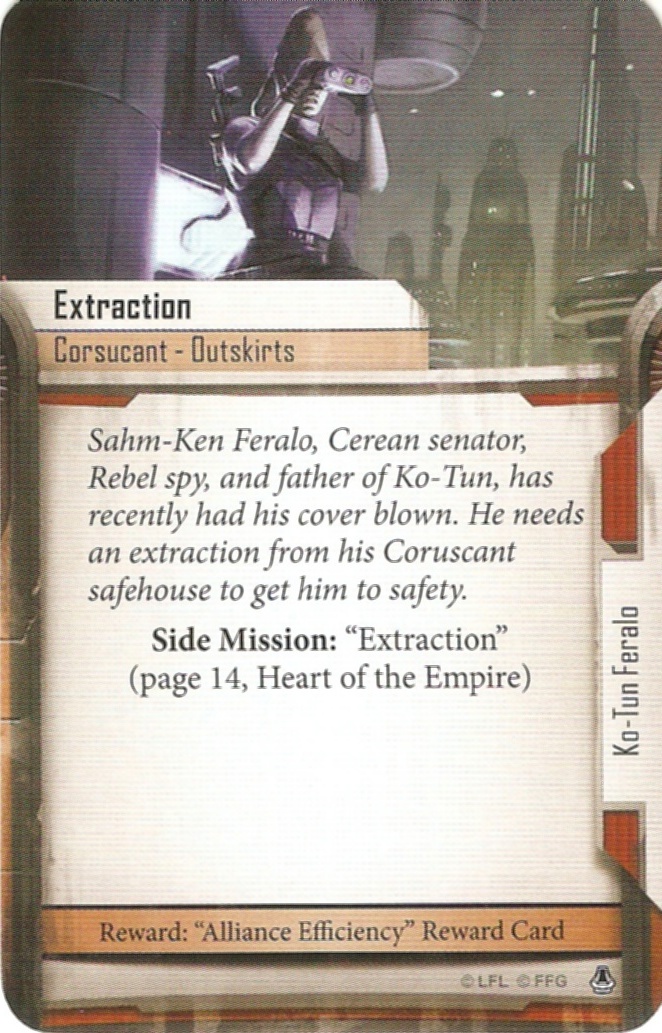 Extraction
Corsucant - Outskirts
Sahm-Ken Feralo, Cerean senator,
Rebel spy, and father of Ko-Tun, has
recently had his cover blown. He needs
an extraction from his Coruscant
safehouse to get him to safety.
Side Mission: “Extraction”
(page 14, Heart of the Empire)
Ko-Tun Feralo
Reward: “Alliance Efficiency” Reward Card
© LFL © FFG